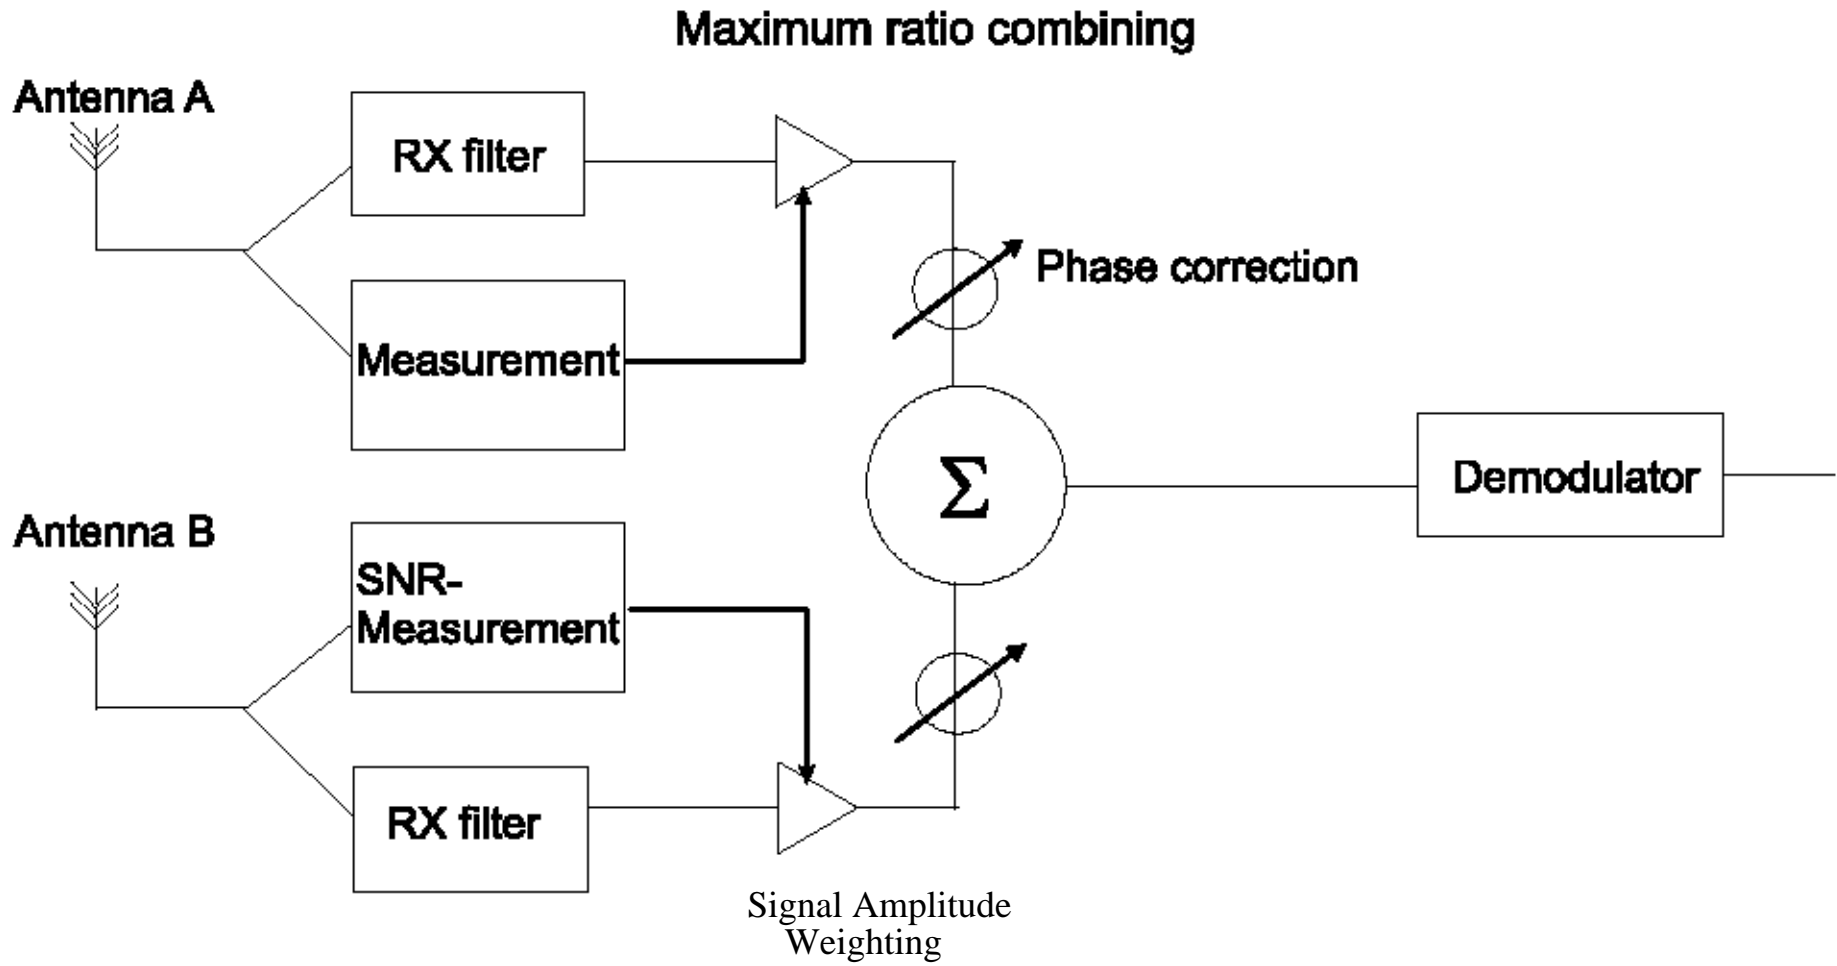 Maximum ratio combining
Antenna A
RX filter
Phase correction
Measurement
Σ
Demodulator
Antenna B
SNR-
Measurement
RX filter
Signal Amplitude
Weighting